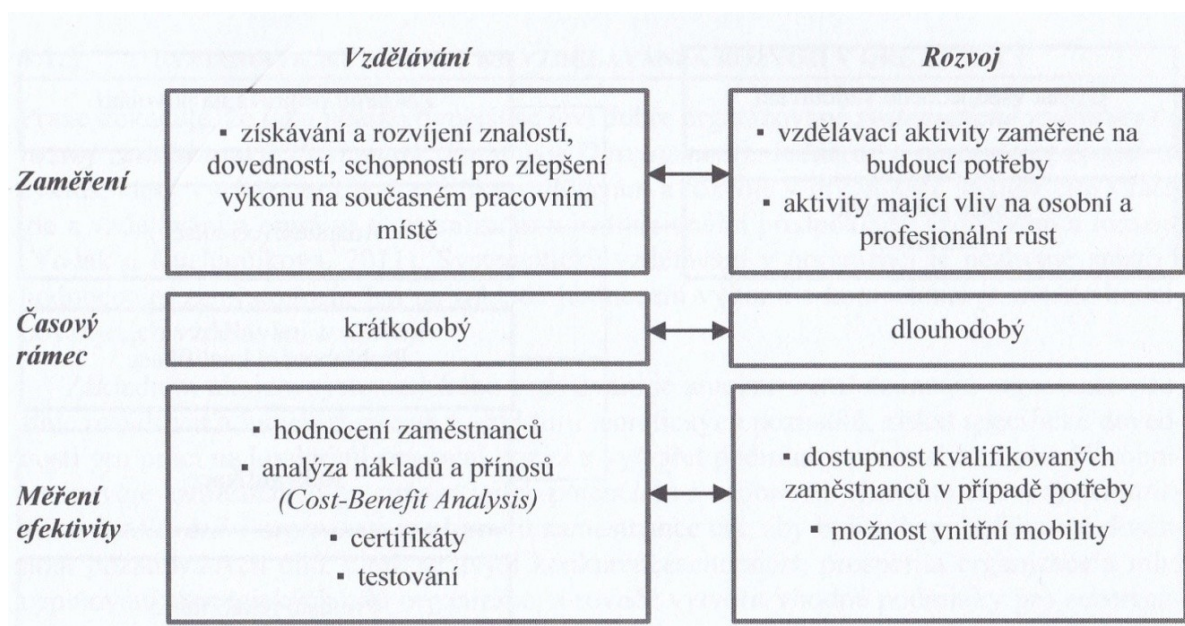 Vzdělávání Rozvoj
Zaměření
▪ získávání a rozvíjení znalostí,
dovedností, schopností pro zlepšení
výkonu na současném pracovním
místě
▪ vzdělávací aktivity zaměřené na
budoucí potřeby
▪ aktivity mající vliv na osobní a
profesionální růst
Časový
rámec
krátkodobý
dlouhodobý
Měření
efektivity
▪ hodnocení zaměstnanců
▪ analýza nákladů a přínosů
(Cost-Benefit Analysis)
▪ certifikáty
▪ testování
▪ dostupnost kvalifikovaných
zaměstnanců v případě potřeby
▪ možnost vnitřní mobility